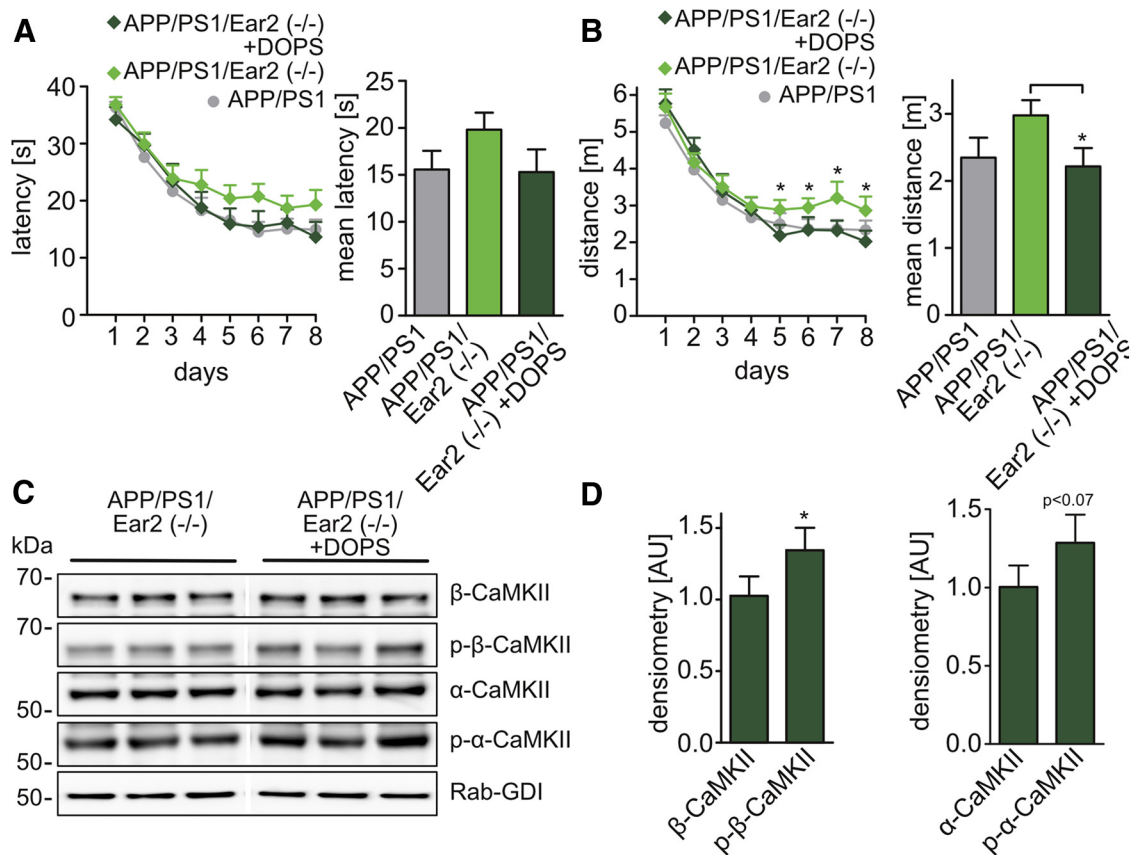 A
APP/PS1/Ear2 (-/-)
+DOPS
APP/PS1/Ear2 (-/-)
APP/PS1
latency [s]
40
30
20
10
0
1 2 3 4 5 6 7 8
days
mean latency [s]
25
20
15
10
5
0
APP/PS1
APP/PS1/
Ear2 (-/-)
APP/PS1/
Ear2 (-/-) +DOPS
B
APP/PS1/Ear2 (-/-)
+DOPS
APP/PS1/Ear2 (-/-)
APP/PS1
distance [m]
6
5
4
3
2
1
0
* * * *
1 2 3 4 5 6 7 8
days
mean distance [m]
3
2
1
0
*
APP/PS1
APP/PS1/
Ear2 (-/-)
APP/PS1/
Ear2 (-/-) +DOPS
C
APP/PS1/
Ear2 (-/-)
APP/PS1/
Ear2 (-/-)
+DOPS
kDa
70-
β-CaMKII
70-
p-β-CaMKII
α-CaMKII
50-
p-α-CaMKII
50-
50-
Rab-GDI
D
densiometry [AU]
1.5
1.0
0.5
0.0
*
β-CaMKII
p-β-CaMKII
densiometry [AU]
1.5
1.0
0.5
0.0
p<0.07
α-CaMKII
p-α-CaMKII